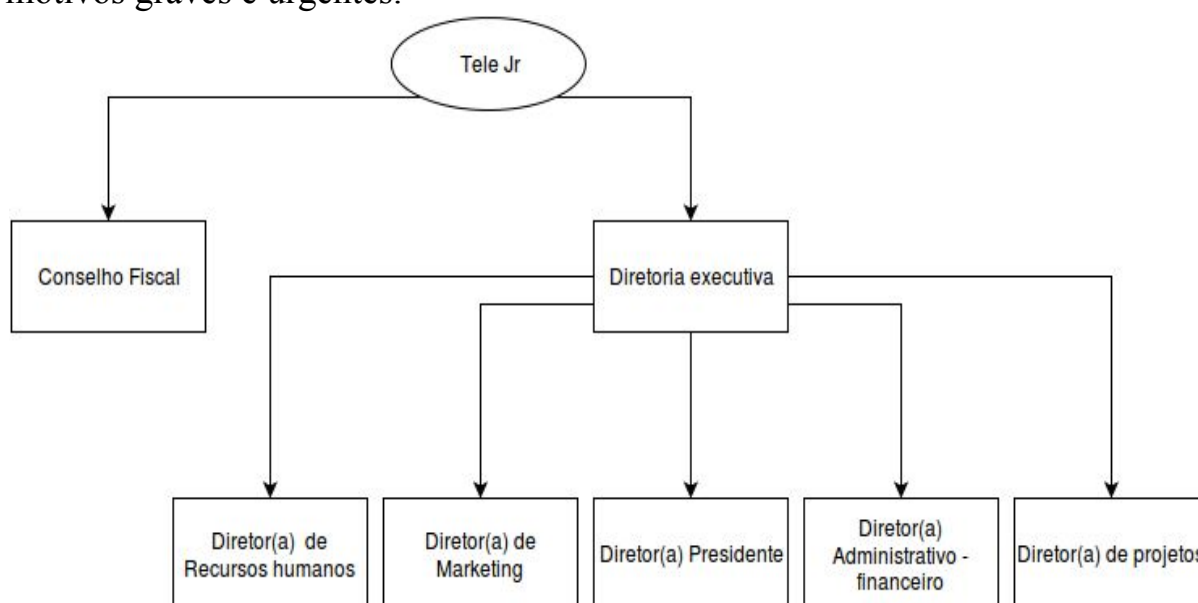 motivos graves e urgentes.
Tele Jr
Conselho Fiscal
Diretoria executiva
Diretor(a) de
Recursos humanos
Diretor(a) de
Marketing
Diretor(a) Presidente
Diretor(a)
Administrativo -
financeiro
Diretor(a) de projetos